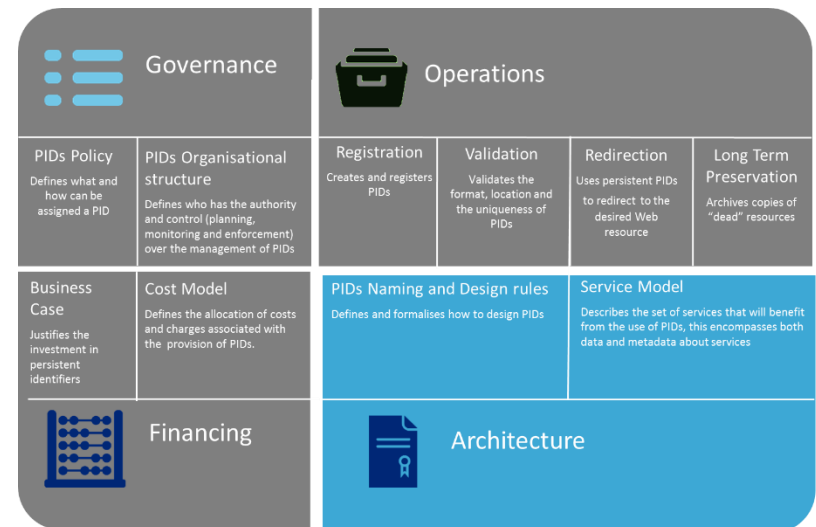 Governance
Operations
PIDs Policy
Defines what and
how can be
assigned a PID
PIDs Organisational
structure
Defines who has the authority
and control (planning,
monitoring and enforcement)
over the management of PIDs
Registration
Creates and registers
PIDs
Validation
Validates the
format, location and
the uniqueness of
PIDs
Redirection
Uses persistent PIDs
to redirect to the
desired Web
resource
Long Term
Preservation
Archives copies of
“dead” resources
Business
Case
Justifies the
investment in
persistent
identifiers
Cost Model
Defines the allocation of costs
and charges associated with
the provision of PIDs.
PIDs Naming and Design rules
Defines and formalises how to design PIDs
Service Model
Describes the set of services that will benefit
from the use of PIDs, this encompasses both
data and metadata about services
Financing
Architecture